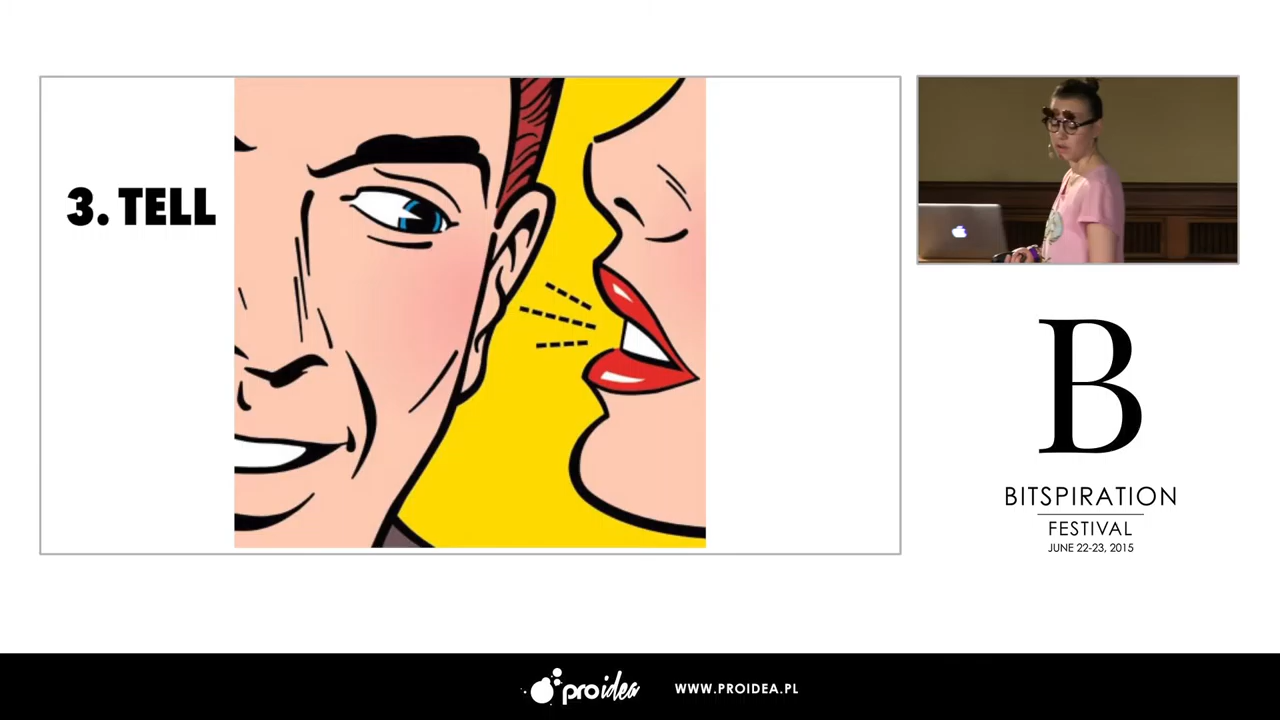 3. TELL
B
BITSPIRATION
FESTIVAL
JUNE 22-23, 2015
proidea
WWW.PROIDEA.PL